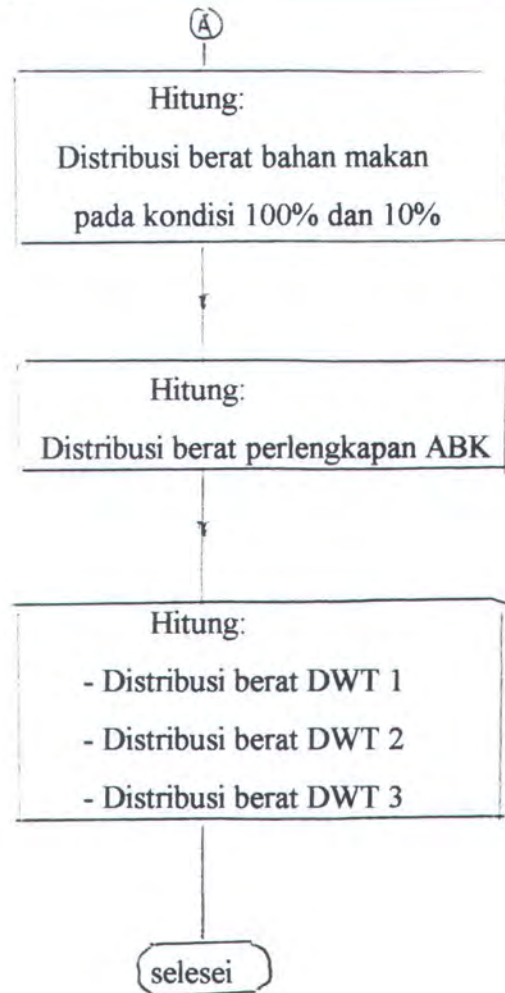 A
Hitung:
Distribusi berat bahan makan
pada kondisi 100% dan 10%
Hitung:
Distribusi berat perlengkapan ABK
Hitung:
- Distribusi berat DWT 1
- Distribusi berat DWT 2
- Distribusi berat DWT 3
selesei